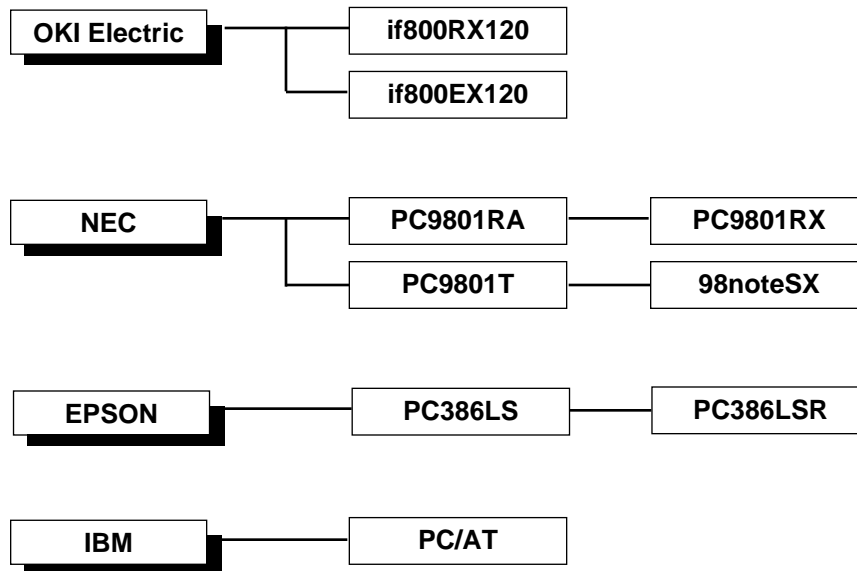 OKI Electric if800RX120
if800EX120
NEC PC9801RA PC9801RX
PC9801T 98noteSX
EPSON PC386LS PC386LSR
IBM PC/AT